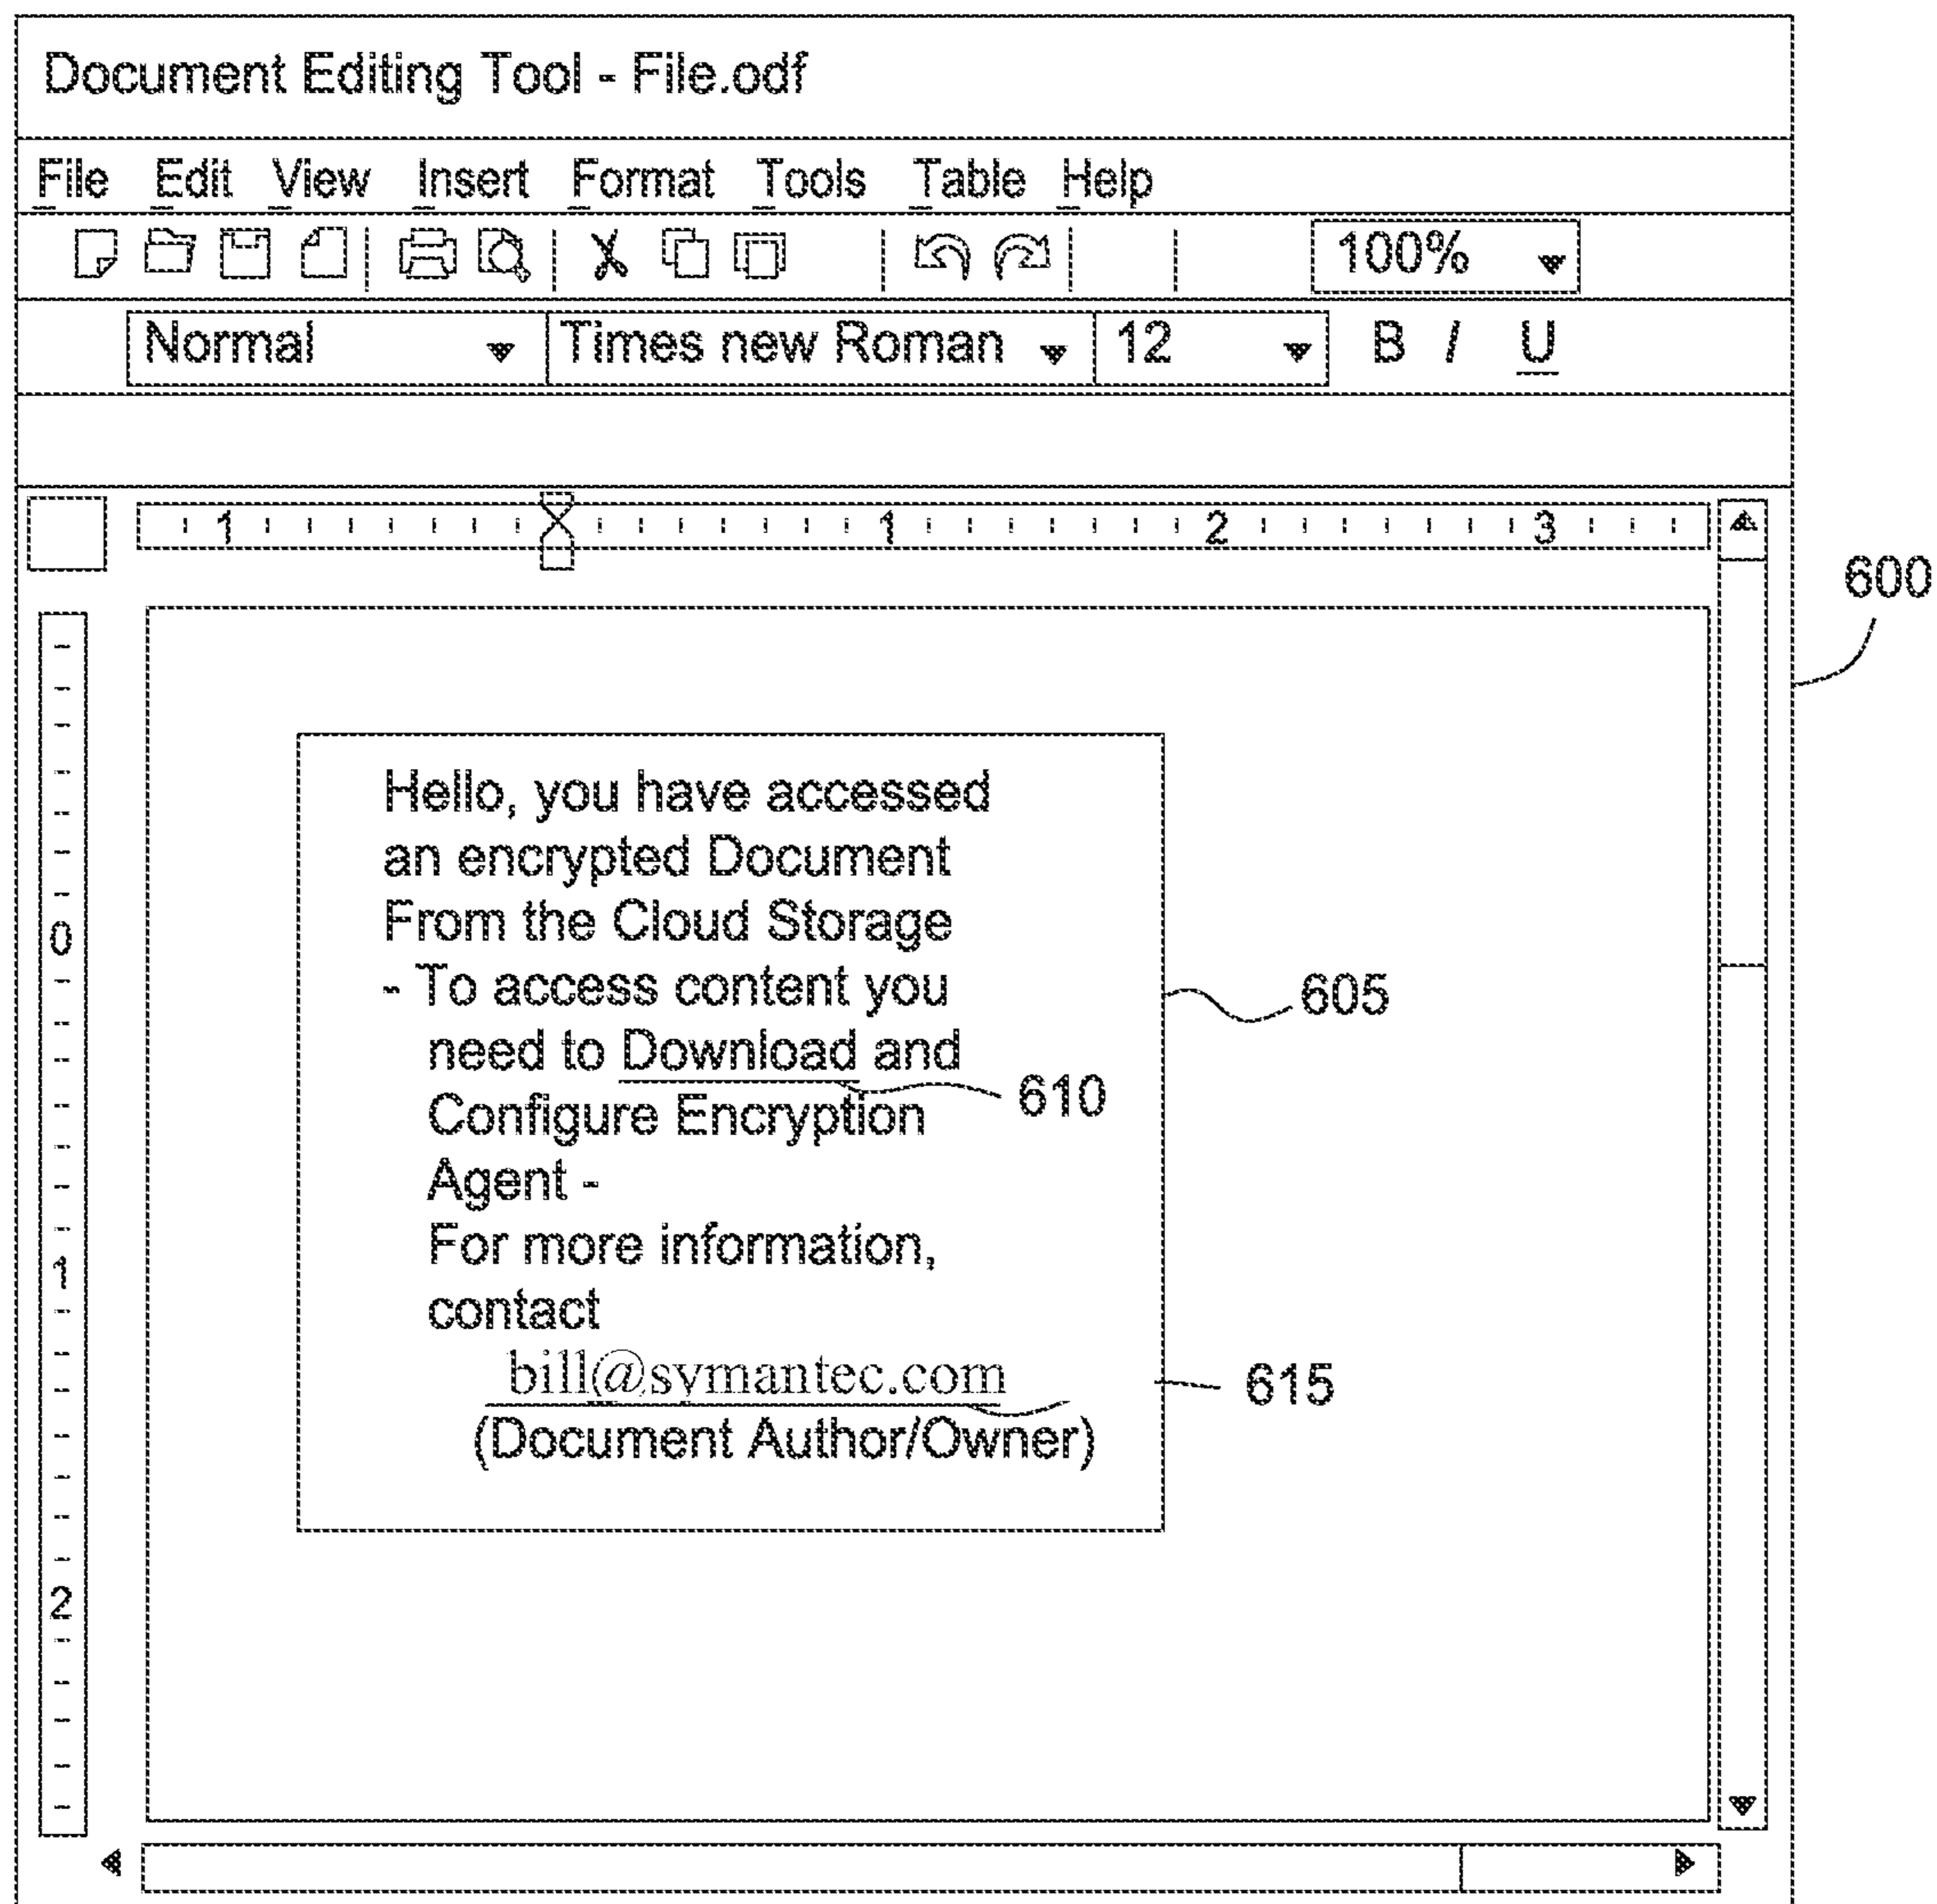 Document Editing Tool - File.odf
File Edit View Insert Format Tools Table Help
100%
Normal Times new Roman 12 B I U
1 1 2 3
600
Hello, you have accessed
an encrypted Document
From the Cloud Storage
0
- To access content you
605
need to Download and
610
Configure Encryption
Agent -
For more information,
1
contact
bill@symantec.com
615
(Document Author/Owner)
2